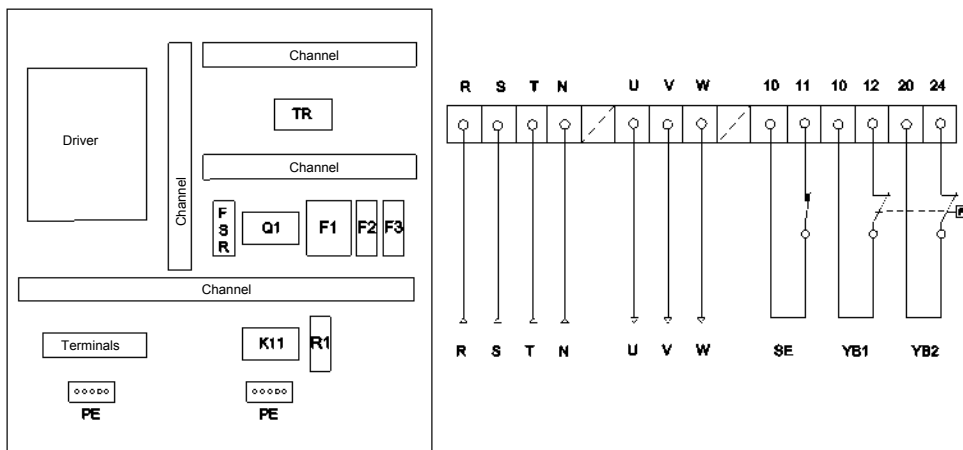 Channel
TR
Driver
Channel
Channel
FSR
Q1
F1
F2
F3
Channel
Terminals
K11
R1
PE
PE
R S T N U V W 10 11 10 12 20 24
R S T N U V W SE YB1 YB2